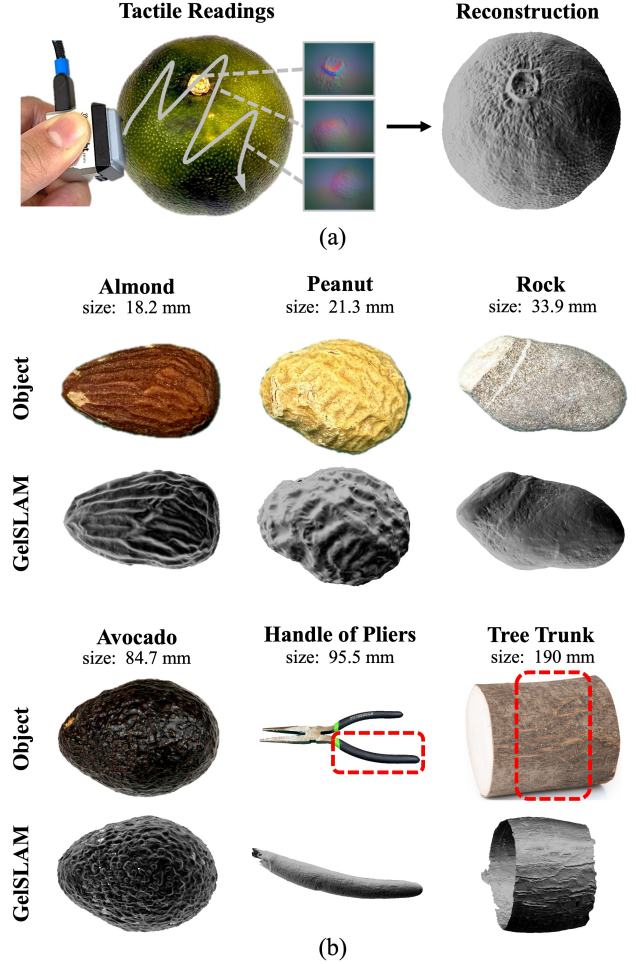 Tactile Readings
Reconstruction
(a)
Almond
size: 18.2 mm
Peanut
size: 21.3 mm
Rock
size: 33.9 mm
Object
GelSLAM
Avocado
size: 84.7 mm
Handle of Pliers
size: 95.5 mm
Tree Trunk
size: 190 mm
Object
GelSLAM
(b)